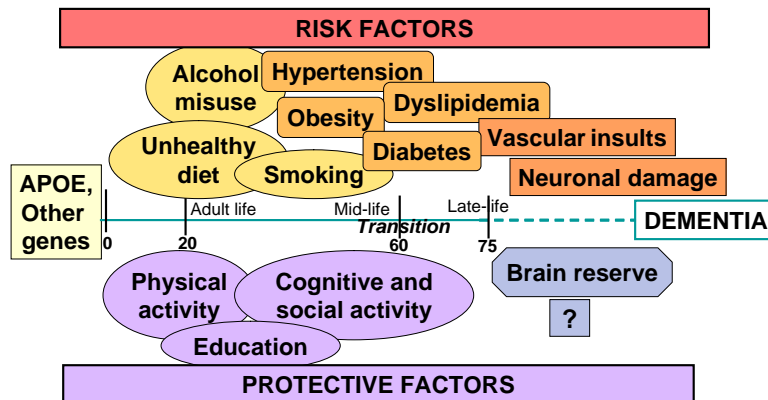 RISK FACTORS
Alcohol
misuse
Hypertension
Dyslipidemia
Obesity
Vascular insults
Unhealthy
diet
Diabetes
Smoking
Neuronal damage
APOE,
Other
genes
Adult life
Mid-life
Late-life
Transition
DEMENTIA
0
20
60
75
Physical
activity
Cognitive and
social activity
Brain reserve
?
Education
PROTECTIVE FACTORS